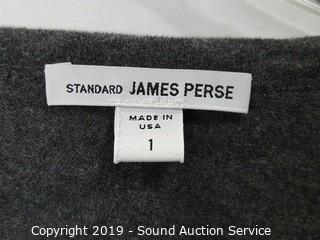 STANDARD JAMES PERSE
MADE IN
USA
1
Copyright 2019 - Sound Auction Service